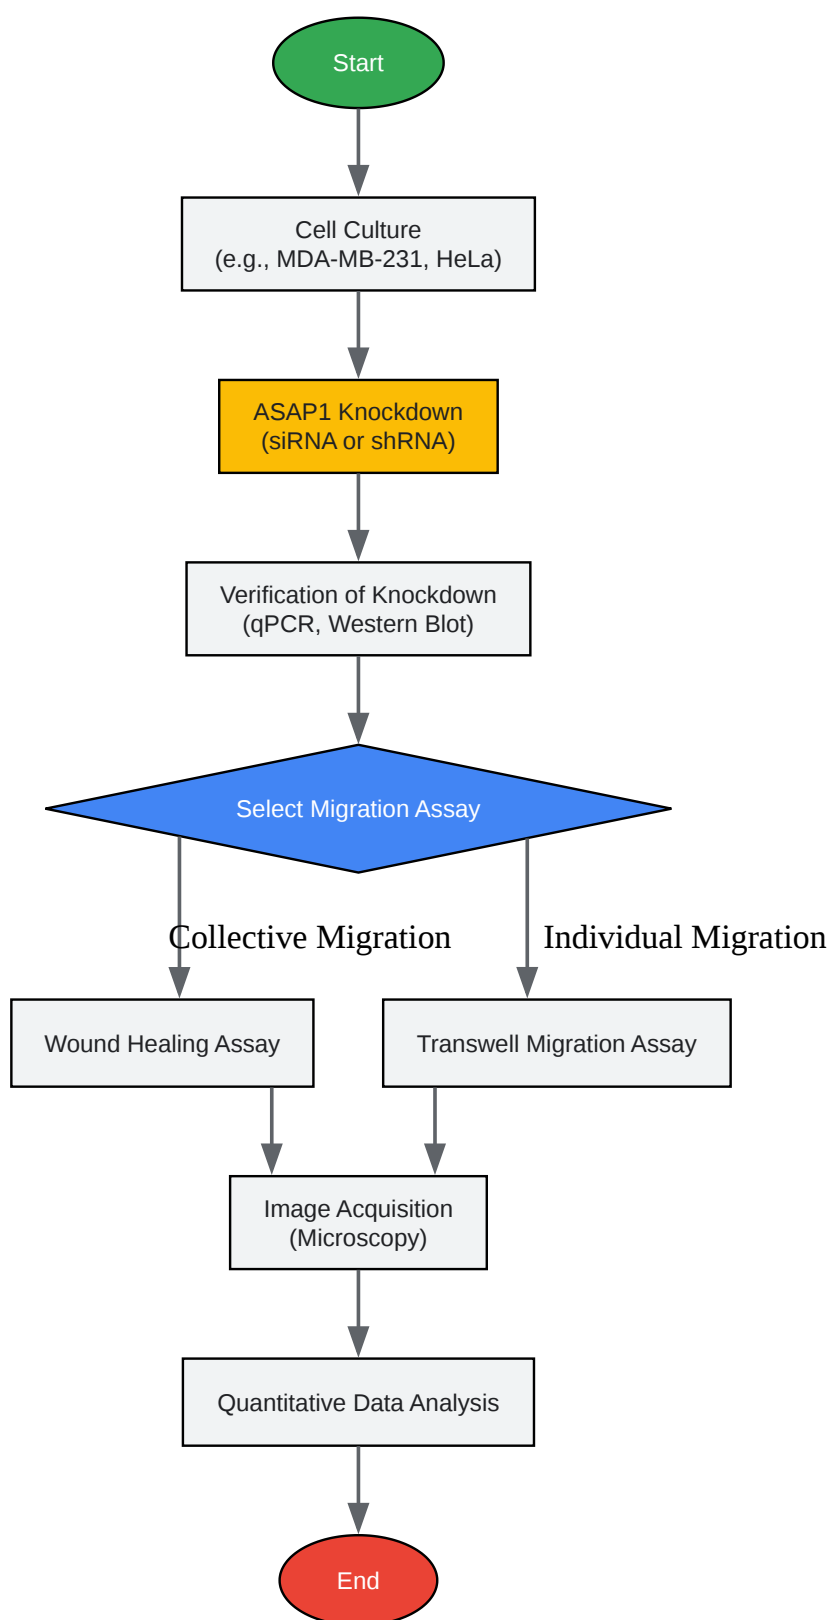 Start
Cell Culture
(e.g., MDA-MB-231, HeLa)
ASAP1 Knockdown
(siRNA or shRNA)
Verification of Knockdown
(qPCR, Western Blot)
Select Migration Assay
Collective Migration
Individual Migration
Wound Healing Assay
Transwell Migration Assay
Image Acquisition
(Microscopy)
Quantitative Data Analysis
End